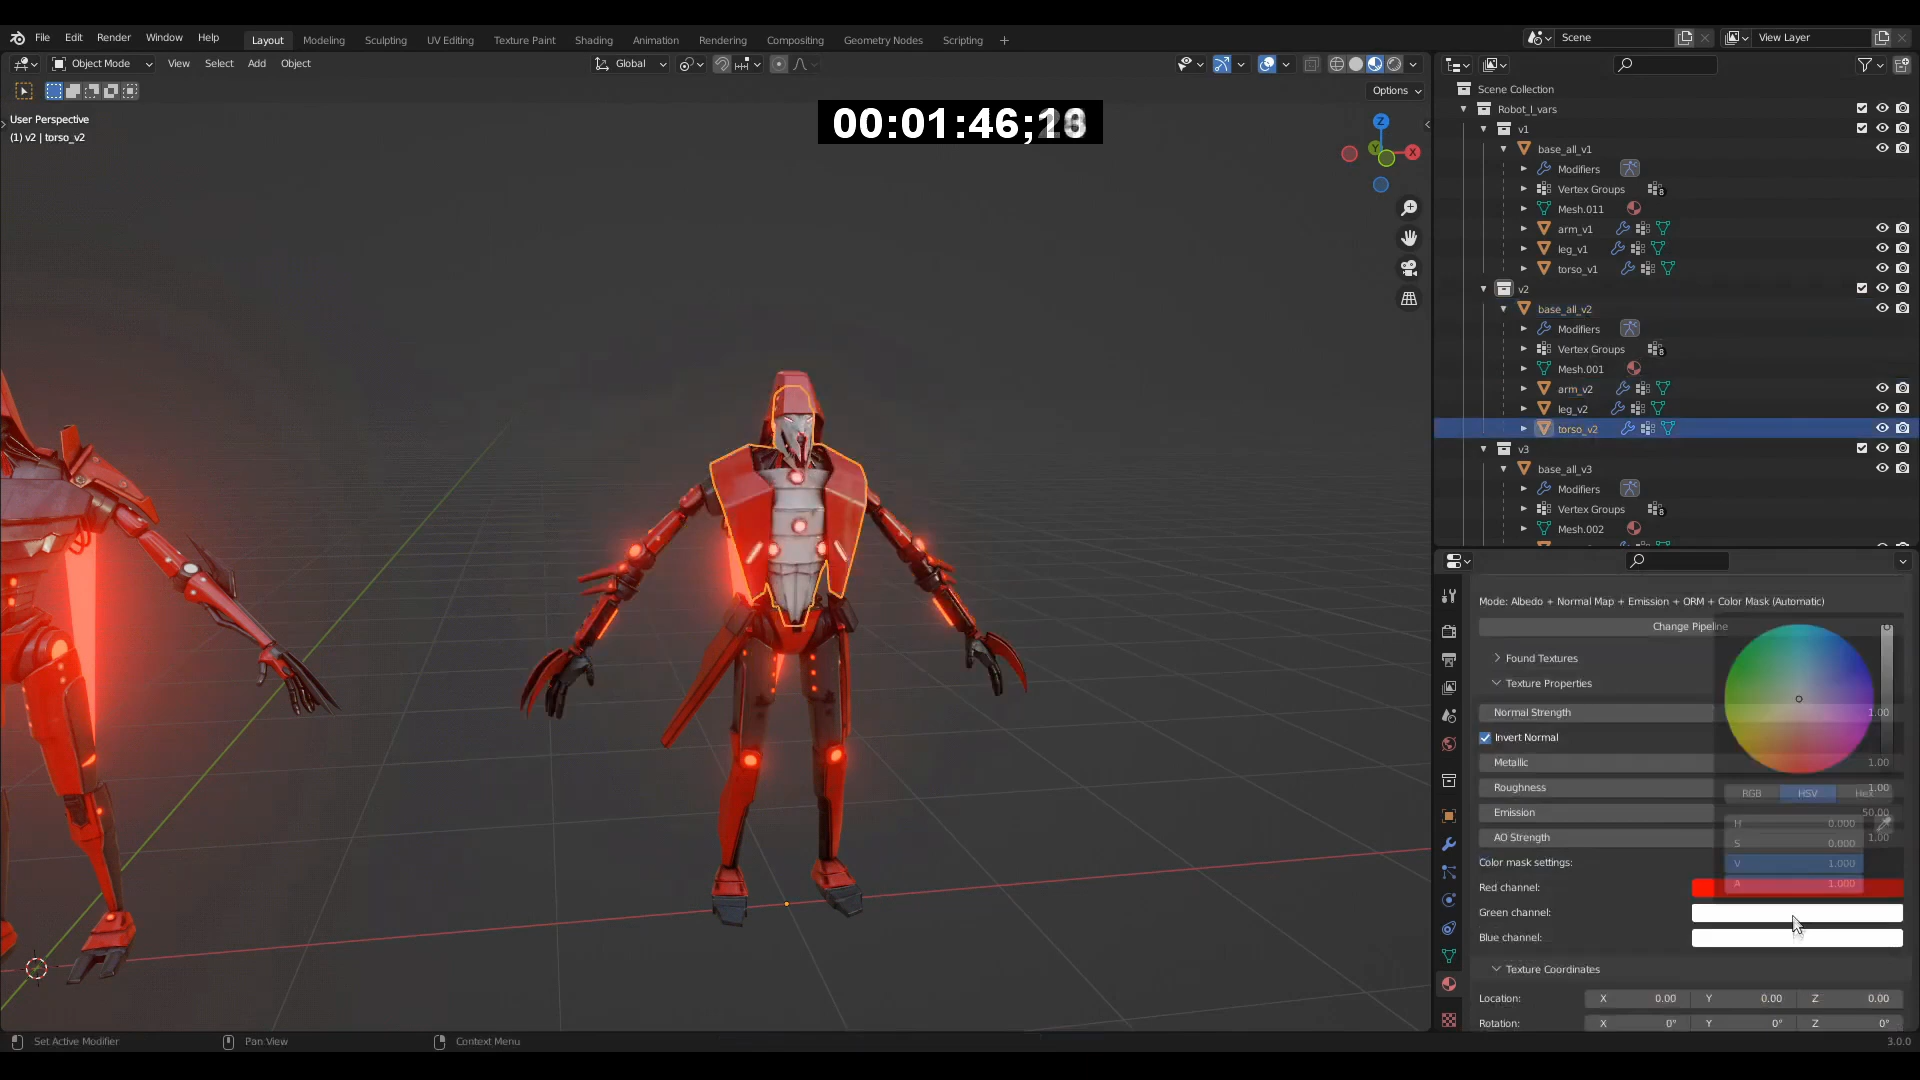 File Edit Render Window Help Layout Modeling Sculpting UV Editing Texture Paint Shading Animation Rendering Compositing Geometry Nodes Scripting + Scene View Layer
Object Mode View Select Add Object Global
Options
User Perspective
(1) v2 | torso_v2
00:01:46;
Z
Y
X
Scene Collection
Robot_I_vars
v1
base_all_v1
Modifiers
Vertex Groups 8
Mesh.011
arm_v1
leg_v1
torso_v1
v2
base_all_v2
Modifiers
Vertex Groups 8
Mesh.001
arm_v2
leg_v2
torso_v2
v3
base_all_v3
Modifiers
Vertex Groups 8
Mesh.002
Mode: Albedo + Normal Map + Emission + ORM + Color Mask (Automatic)
Change Pipeline
Found Textures
Texture Properties
Normal Strength 1.00
Invert Normal
Metallic 1.00
Roughness 1.00
RGB HSV Hex
Emission 50.00
H 0.000
AO Strength 1.00
S 0.000
Color mask settings:
V 1.000
Red channel:
A 1.000
Green channel:
Blue channel:
Texture Coordinates
Location: X 0.00 Y 0.00 Z 0.00
Rotation: X 0° Y 0° Z 0°
Set Active Modifier Pan View Context Menu 3.0.0